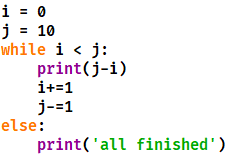 i = 0
j = 10
while i < j:
    print(j-i)
    i+=1
    j-=1
else:
    print('all finished')